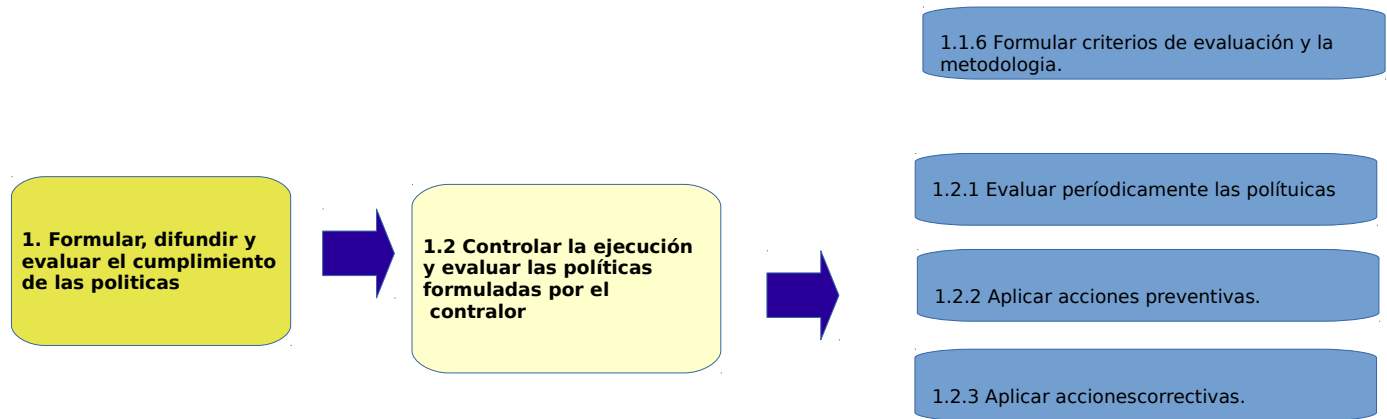 1.1.6 Formular criterios de evaluación y la
metodologia.
1. Formular, difundir y
evaluar el cumplimiento
de las politicas
1.2 Controlar la ejecución
y evaluar las políticas
formuladas por el
contralor
1.2.1 Evaluar períodicamente las polítuicas
1.2.2 Aplicar acciones preventivas.
1.2.3 Aplicar accionescorrectivas.